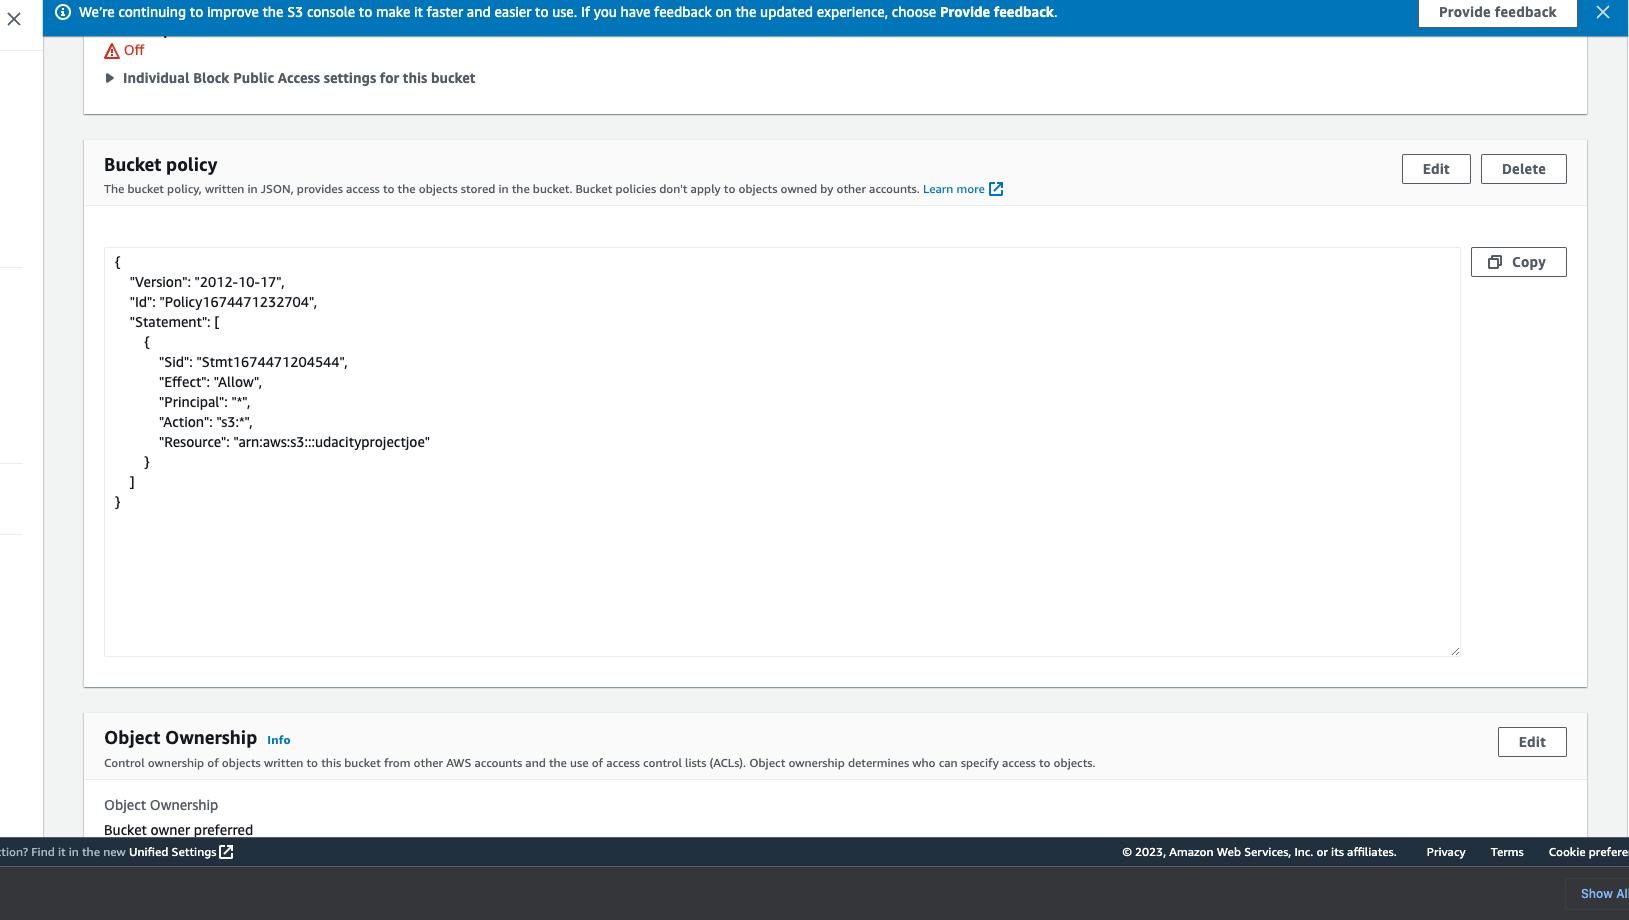 We're continuing to improve the S3 console to make it faster and easier to use. If you have feedback on the updated experience, choose Provide feedback.
Provide feedback
Off
Individual Block Public Access settings for this bucket
Bucket policy
Edit
Delete
The bucket policy, written in JSON, provides access to the objects stored in the bucket. Bucket policies don't apply to objects owned by other accounts. Learn more
Copy
{
"Version": "2012-10-17",
"Id": "Policy1674471232704",
"Statement": [
{
"Sid": "Stmt1674471204544",
"Effect": "Allow",
"Principal": "*",
"Action": "s3:*",
"Resource": "arn:aws:s3:::udacityprojectjoe"
}
]
}
Object Ownership Info
Edit
Control ownership of objects written to this bucket from other AWS accounts and the use of access control lists (ACLs). Object ownership determines who can specify access to objects.
Object Ownership
Bucket owner preferred
ction? Find it in the new Unified Settings
© 2023, Amazon Web Services, Inc. or its affiliates.
Privacy
Terms
Cookie prefere
Show All